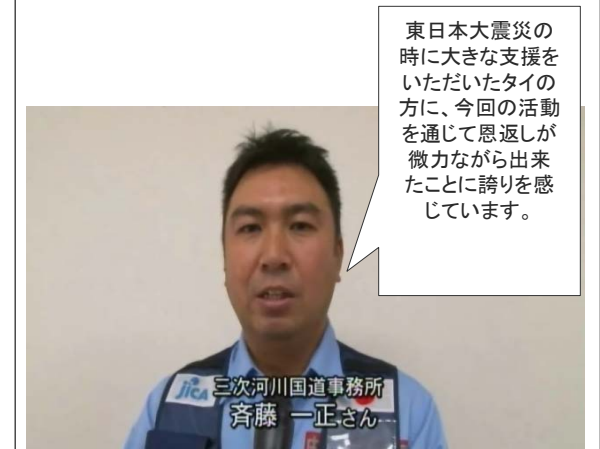 東日本大震災の
時に大きな支援を
いただいたタイの
方に、今回の活動
を通じて恩返しが
微力ながら出来
たことに誇りを感
じています。
jica
三次河川国道事務所
斉藤 一正さん